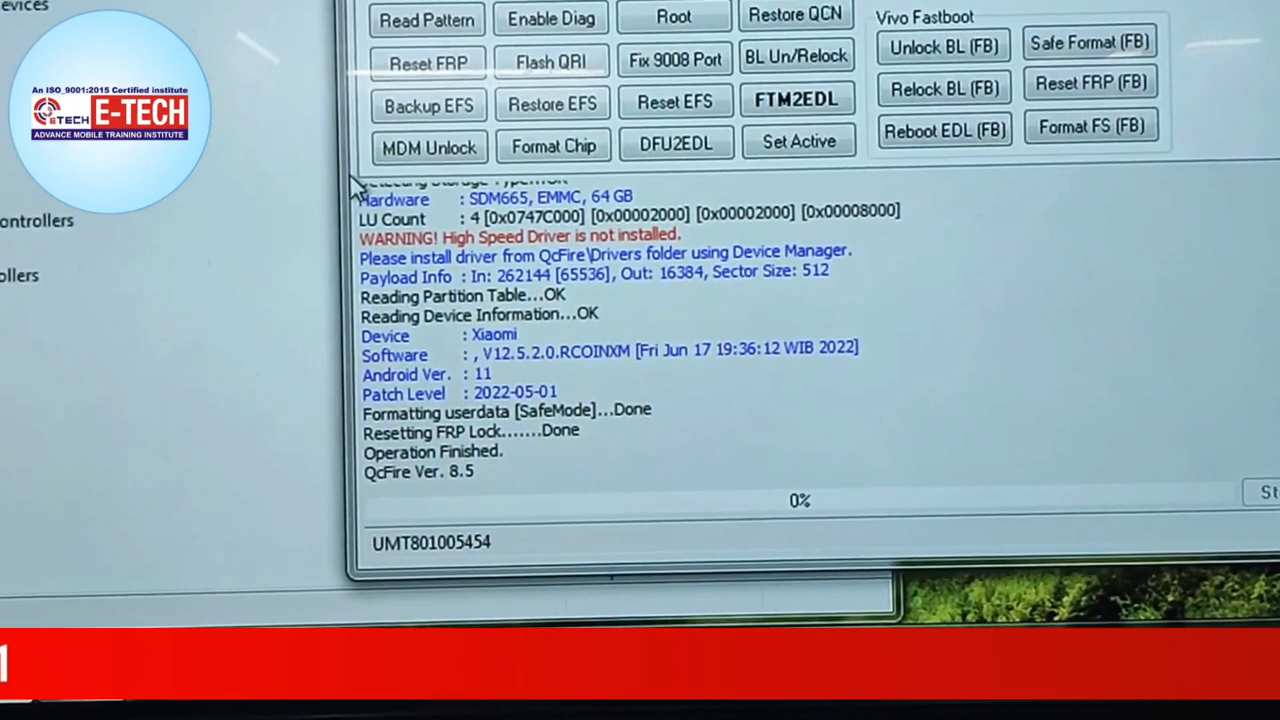 evices
An ISO_9001:2015 Certified institute
ETECH E-TECH
ADVANCE MOBILE TRAINING INSTITUTE
ontrollers
ollers
Read Pattern Enable Diag Root Restore QCN
Reset FRP Flash QRI Fix 9008 Port BL Un/Relock
Backup EFS Restore EFS Reset EFS FTM2EDL
MDM Unlock Format Chip DFU2EDL Set Active
Vivo Fastboot
Unlock BL (FB) Safe Format (FB)
Relock BL (FB) Reset FRP (FB)
Reboot EDL (FB) Format FS (FB)
Hardware : SDM665, EMMC, 64 GB
LU Count : 4 [0x0747C000] [0x00002000] [0x00002000] [0x00008000]
WARNING! High Speed Driver is not installed.
Please install driver from QcFire\Drivers folder using Device Manager.
Payload Info : In: 262144 [65536], Out: 16384, Sector Size: 512
Reading Partition Table...OK
Reading Device Information...OK
Device : Xiaomi
Software : , V12.5.2.0.RCOINXM [Fri Jun 17 19:36:12 WIB 2022]
Android Ver. : 11
Patch Level : 2022-05-01
Formatting userdata [SafeMode]...Done
Resetting FRP Lock.......Done
Operation Finished.
QcFire Ver. 8.5
0%
St
UMT801005454
1